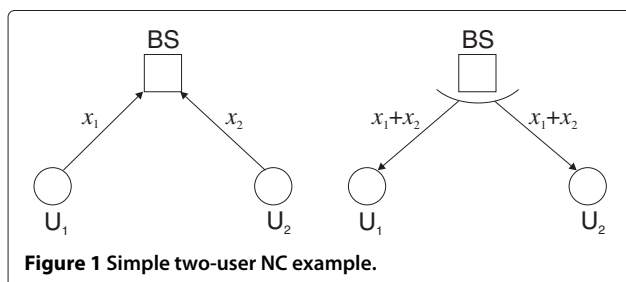 BS BS
x₁ x₂ x₁+x₂ x₁+x₂
U₁ U₂ U₁ U₂
Figure 1 Simple two-user NC example.